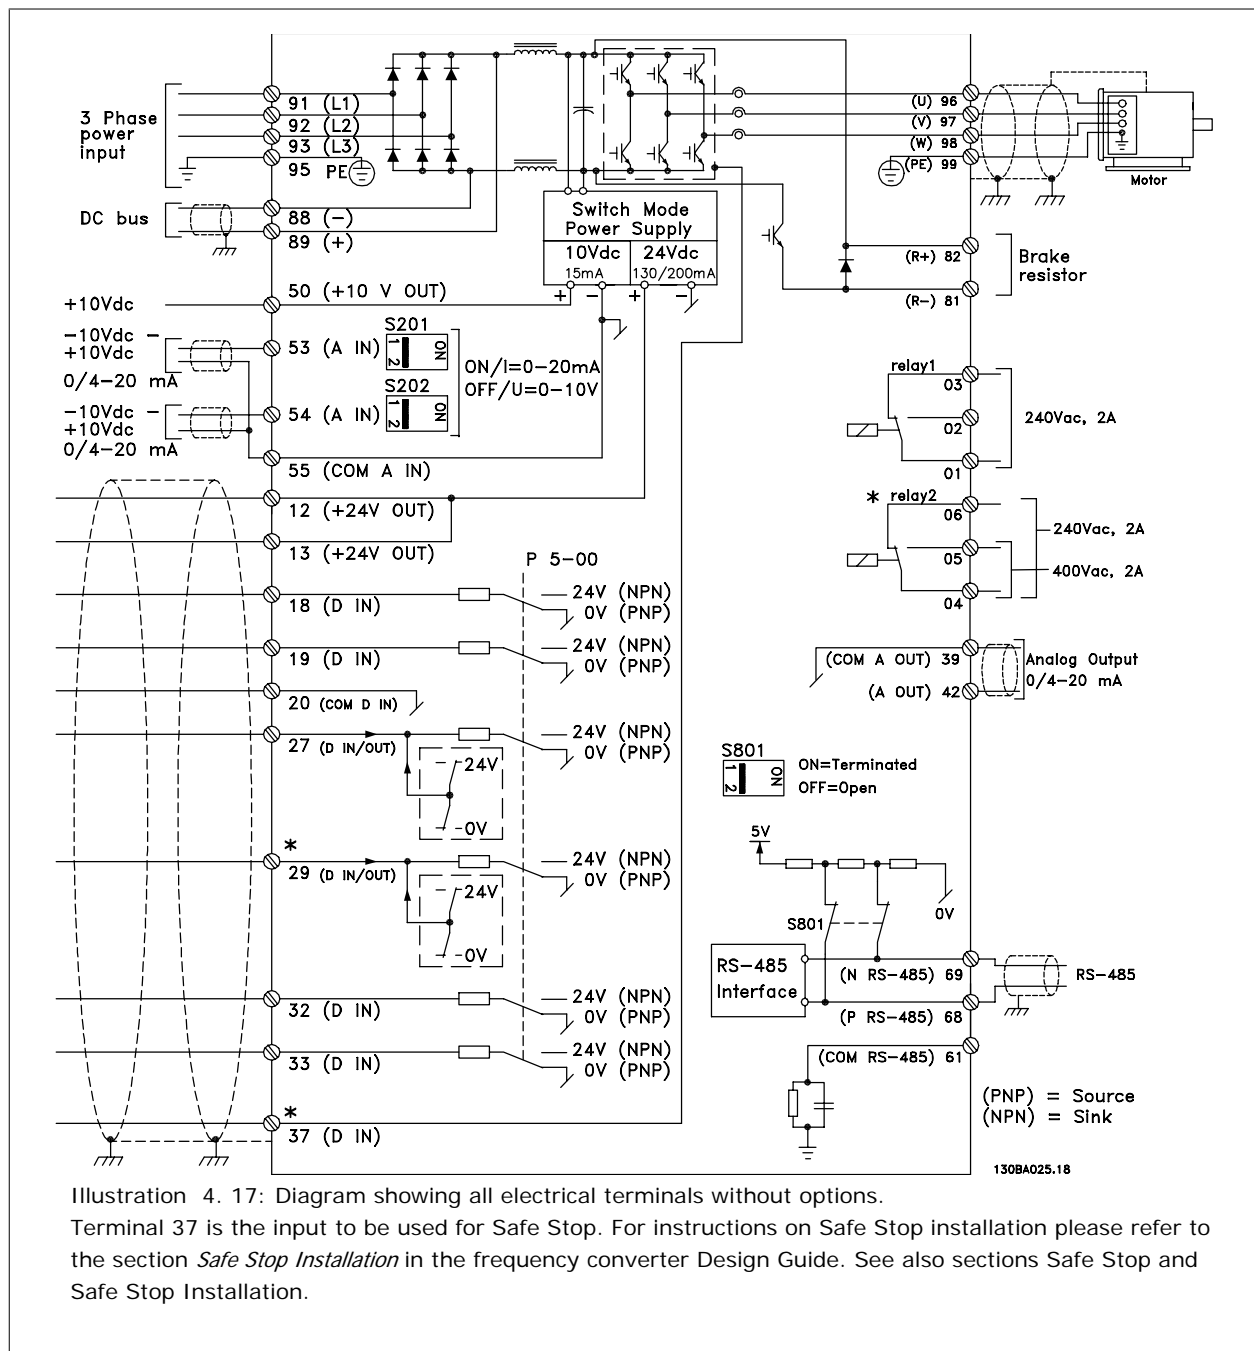 3 Phase
power
input
91 (L1)
92 (L2)
93 (L3)
95 PE
DC bus
88 (-)
89 (+)
+10Vdc
50 (+10 V OUT)
-10Vdc -
+10Vdc
0/4-20 mA
53 (A IN)
S201
1 2
ON
-10Vdc -
+10Vdc
0/4-20 mA
54 (A IN)
S202
1 2
ON
ON/I=0-20mA
OFF/U=0-10V
55 (COM A IN)
12 (+24V OUT)
13 (+24V OUT)
P 5-00
18 (D IN)
24V (NPN)
0V (PNP)
19 (D IN)
24V (NPN)
0V (PNP)
20 (COM D IN)
27 (D IN/OUT)
24V (NPN)
0V (PNP)
24V
0V
*
29 (D IN/OUT)
24V (NPN)
0V (PNP)
24V
0V
32 (D IN)
24V (NPN)
0V (PNP)
33 (D IN)
24V (NPN)
0V (PNP)
*
37 (D IN)
Switch Mode
Power Supply
10Vdc
15mA
24Vdc
130/200mA
+ - + -
(U) 96
(V) 97
(W) 98
(PE) 99
Motor
(R+) 82
(R-) 81
Brake
resistor
relay1
03
02
01
240Vac, 2A
* relay2
06
05
04
240Vac, 2A
400Vac, 2A
(COM A OUT) 39
(A OUT) 42
Analog Output
0/4-20 mA
S801
1 2
ON
ON=Terminated
OFF=Open
5V
0V
S801
RS-485
Interface
(N RS-485) 69
(P RS-485) 68
RS-485
(COM RS-485) 61
(PNP) = Source
(NPN) = Sink
130BA025.18
Illustration 4. 17: Diagram showing all electrical terminals without options.
Terminal 37 is the input to be used for Safe Stop. For instructions on Safe Stop installation please refer to
the section Safe Stop Installation in the frequency converter Design Guide. See also sections Safe Stop and
Safe Stop Installation.